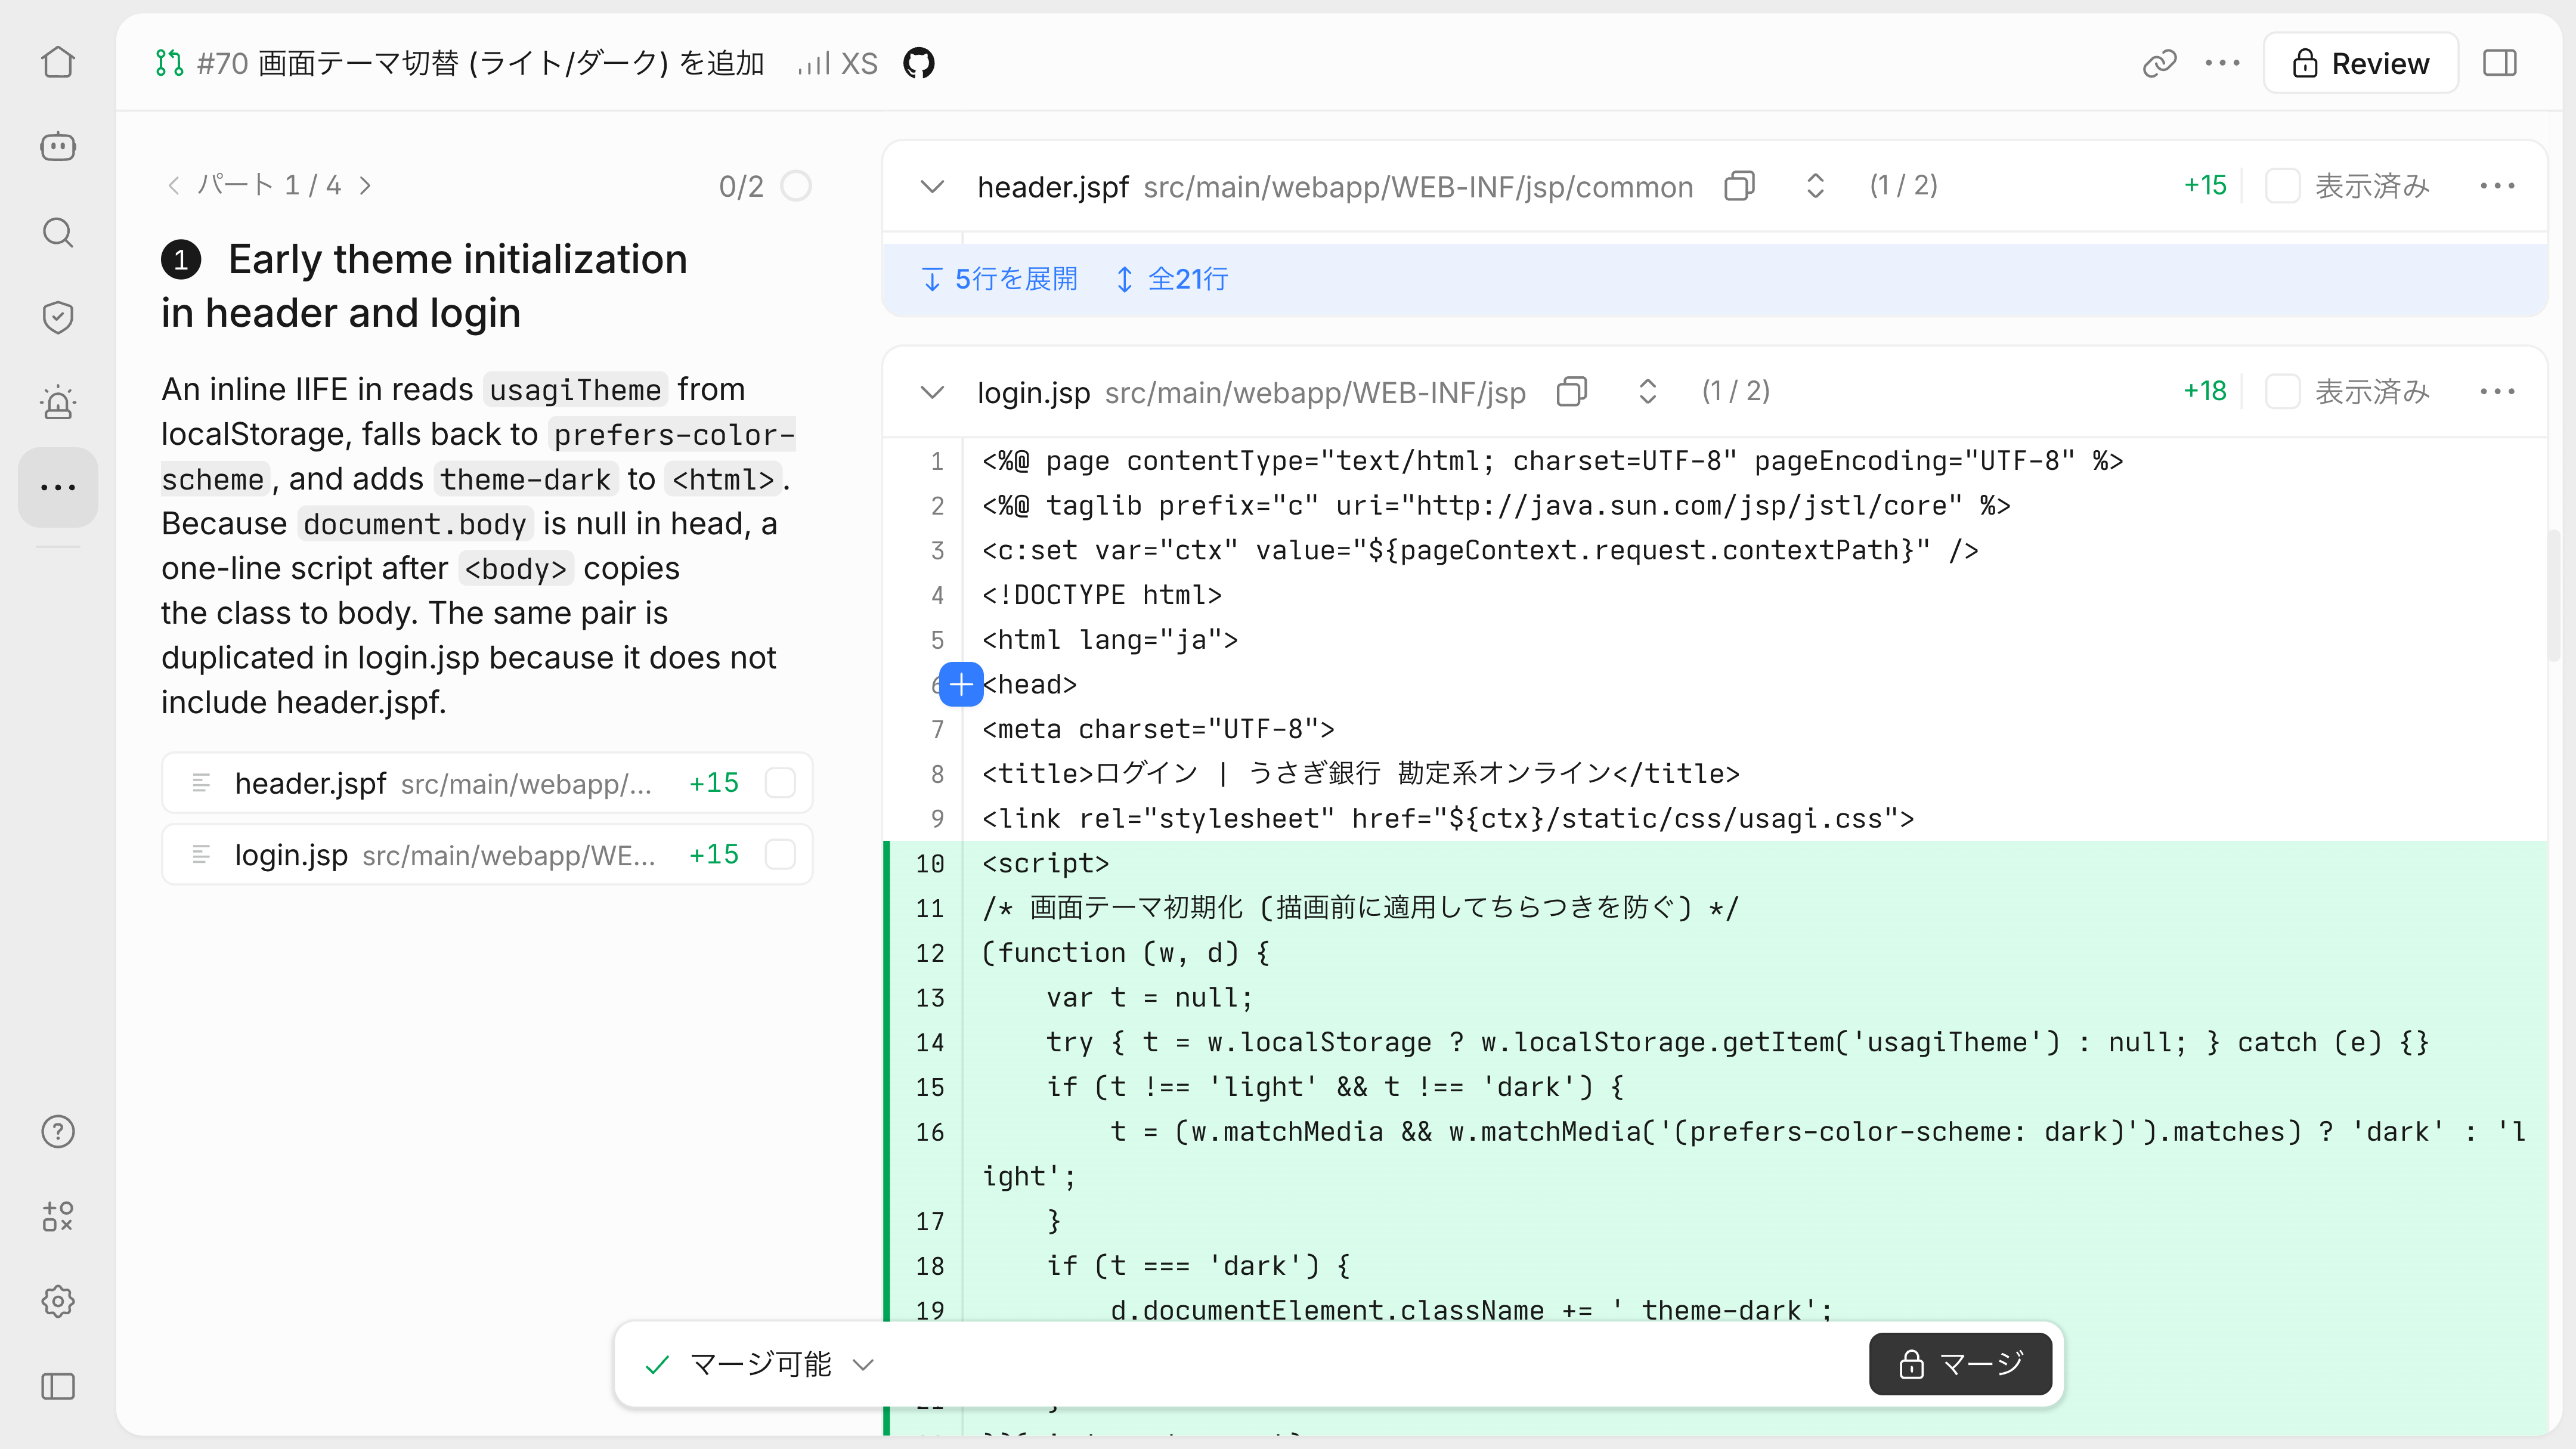 #70 画面テーマ切替 (ライト/ダーク) を追加 XS
Review
パート 1 / 4
0/2
1 Early theme initialization
in header and login
An inline IIFE in reads usagiTheme from
localStorage, falls back to prefers-color-
scheme, and adds theme-dark to <html>.
Because document.body is null in head, a
one-line script after <body> copies
the class to body. The same pair is
duplicated in login.jsp because it does not
include header.jspf.
header.jspf src/main/webapp/... +15
login.jsp src/main/webapp/WE... +15
header.jspf src/main/webapp/WEB-INF/jsp/common (1 / 2) +15 表示済み
5行を展開 全21行
login.jsp src/main/webapp/WEB-INF/jsp (1 / 2) +18 表示済み
1 <%@ page contentType="text/html; charset=UTF-8" pageEncoding="UTF-8" %>
2 <%@ taglib prefix="c" uri="http://java.sun.com/jsp/jstl/core" %>
3 <c:set var="ctx" value="${pageContext.request.contextPath}" />
4 <!DOCTYPE html>
5 <html lang="ja">
6 <head>
7 <meta charset="UTF-8">
8 <title>ログイン | うさぎ銀行 勘定系オンライン</title>
9 <link rel="stylesheet" href="${ctx}/static/css/usagi.css">
10 <script>
11 /* 画面テーマ初期化 (描画前に適用してちらつきを防ぐ) */
12 (function (w, d) {
13 var t = null;
14 try { t = w.localStorage ? w.localStorage.getItem('usagiTheme') : null; } catch (e) {}
15 if (t !== 'light' && t !== 'dark') {
16 t = (w.matchMedia && w.matchMedia('(prefers-color-scheme: dark)').matches) ? 'dark' : 'l
ight';
17 }
18 if (t === 'dark') {
19 d.documentElement.className += ' theme-dark';
マージ可能
マージ